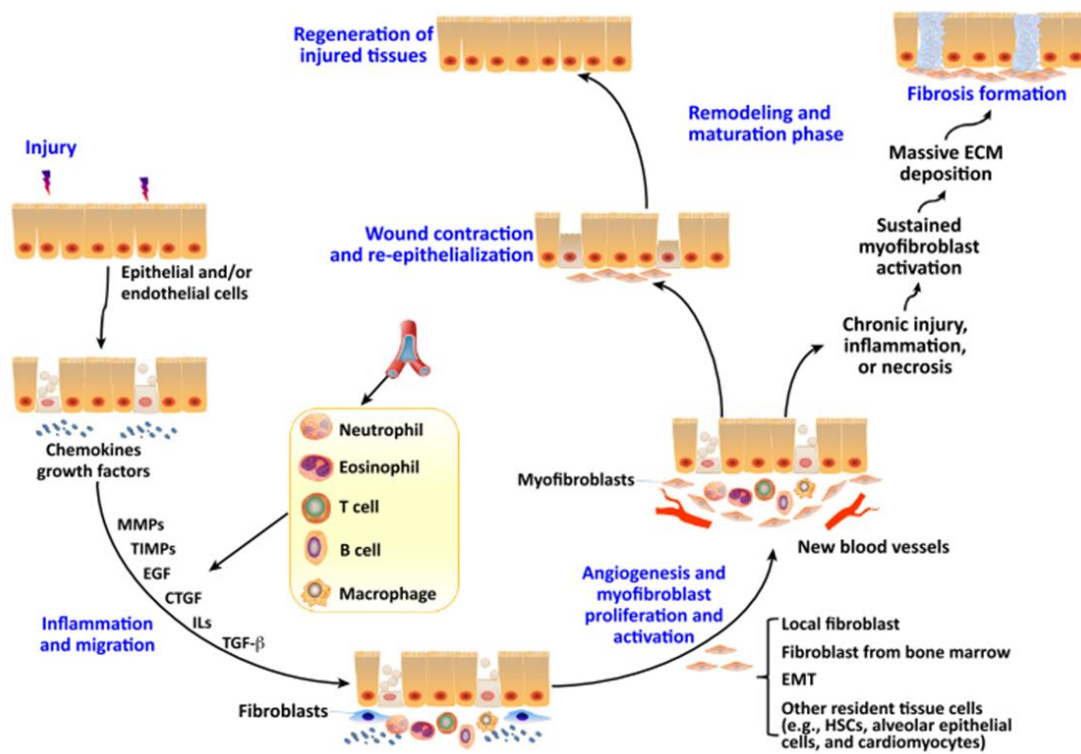 Injury
Epithelial and/or
endothelial cells
Chemokines
growth factors
MMPs
TIMPs
EGF
CTGF
ILs
TGF-β
Inflammation
and migration
Neutrophil
Eosinophil
T cell
B cell
Macrophage
Fibroblasts
Angiogenesis and
myofibroblast
proliferation and
activation
Local fibroblast
Fibroblast from bone marrow
EMT
Other resident tissue cells
(e.g., HSCs, alveolar epithelial
cells, and cardiomyocytes)
Myofibroblasts
New blood vessels
Wound contraction
and re-epithelialization
Regeneration of
injured tissues
Remodeling and
maturation phase
Chronic injury,
inflammation,
or necrosis
Sustained
myofibroblast
activation
Massive ECM
deposition
Fibrosis formation